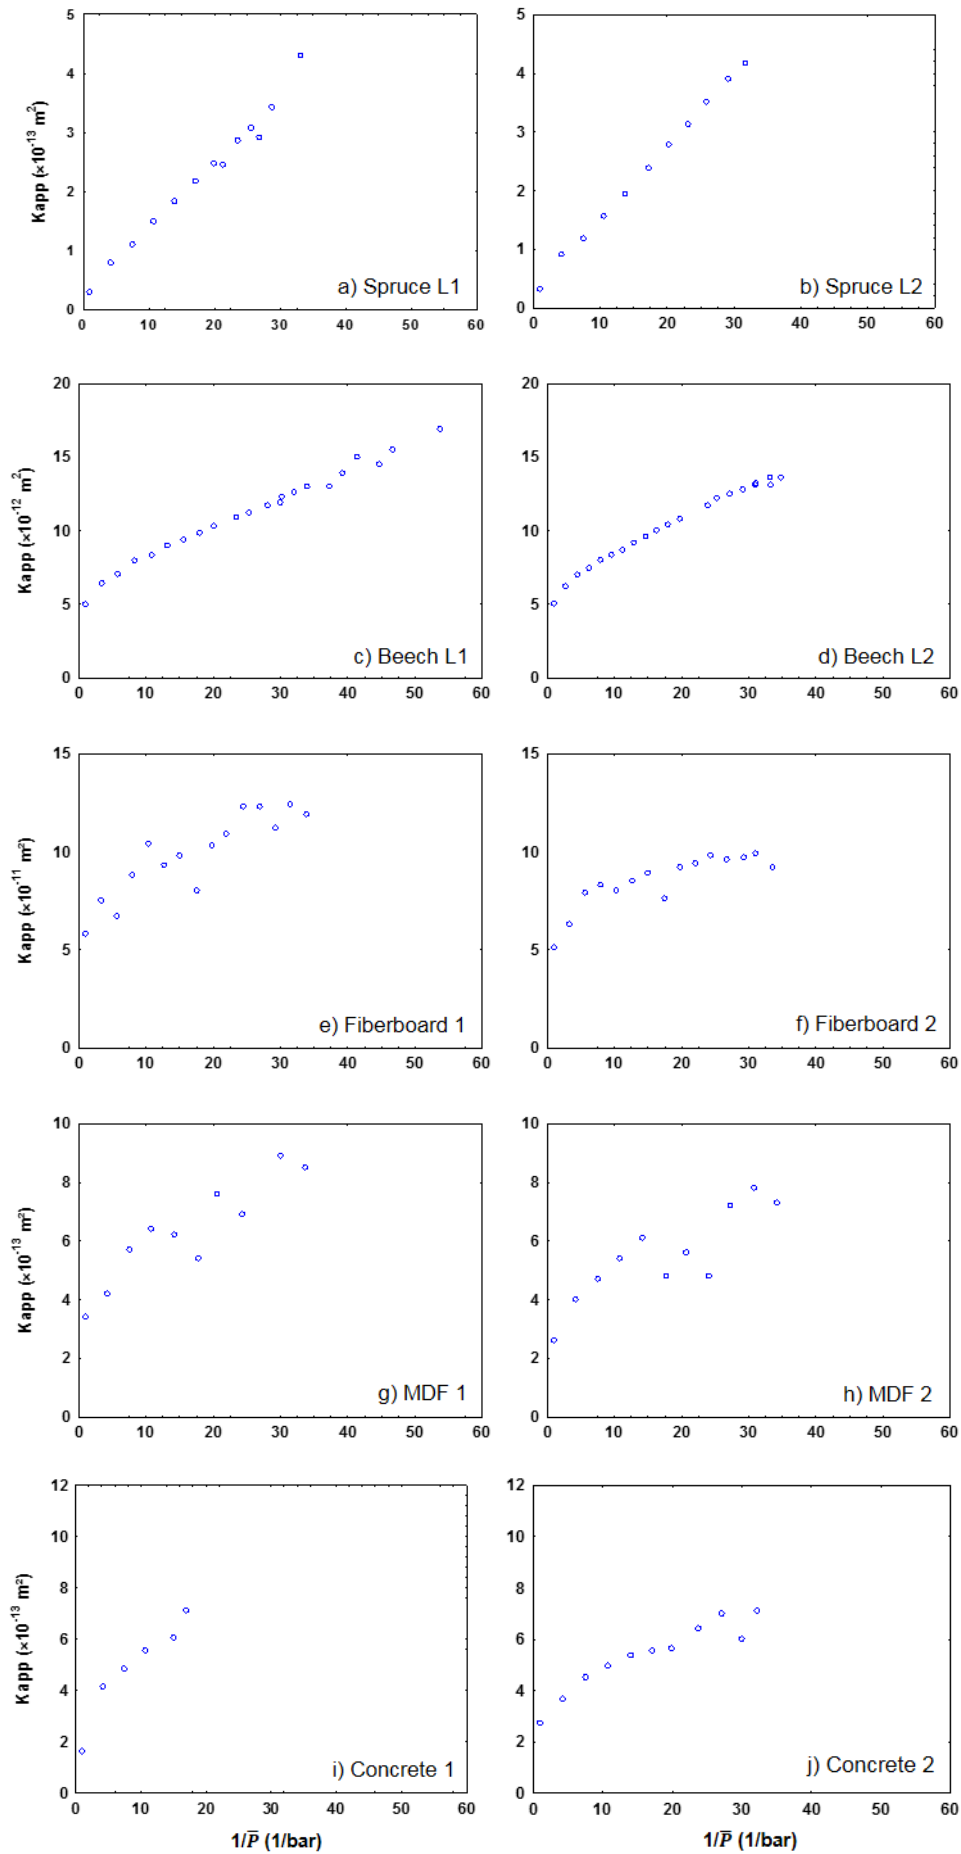 5
4
3
2
1
0
Kapp (×10⁻¹³ m²)
a) Spruce L1
0 10 20 30 40 50 60
5
4
3
2
1
0
b) Spruce L2
0 10 20 30 40 50 60
20
15
10
5
0
Kapp (×10⁻¹² m²)
c) Beech L1
0 10 20 30 40 50 60
20
15
10
5
0
d) Beech L2
0 10 20 30 40 50 60
15
10
5
0
Kapp (×10⁻¹¹ m²)
e) Fiberboard 1
0 10 20 30 40 50 60
15
10
5
0
f) Fiberboard 2
0 10 20 30 40 50 60
10
8
6
4
2
0
Kapp (×10⁻¹³ m²)
g) MDF 1
0 10 20 30 40 50 60
10
8
6
4
2
0
h) MDF 2
0 10 20 30 40 50 60
12
10
8
6
4
2
0
Kapp (×10⁻¹³ m²)
i) Concrete 1
0 10 20 30 40 50 60
1/P̅ (1/bar)
12
10
8
6
4
2
0
j) Concrete 2
0 10 20 30 40 50 60
1/P̅ (1/bar)